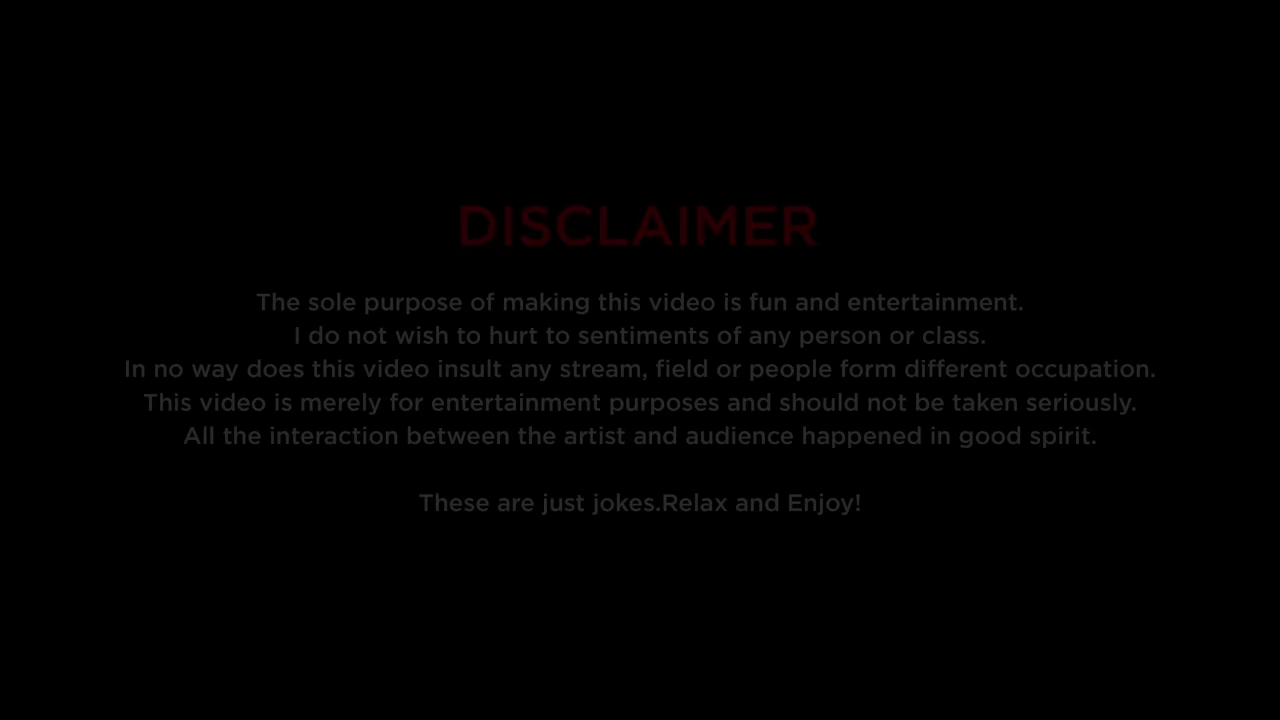 DISCLAIMER
The sole purpose of making this video is fun and entertainment.
I do not wish to hurt to sentiments of any person or class.
In no way does this video insult any stream, field or people form different occupation.
This video is merely for entertainment purposes and should not be taken seriously.
All the interaction between the artist and audience happened in good spirit.
These are just jokes.Relax and Enjoy!